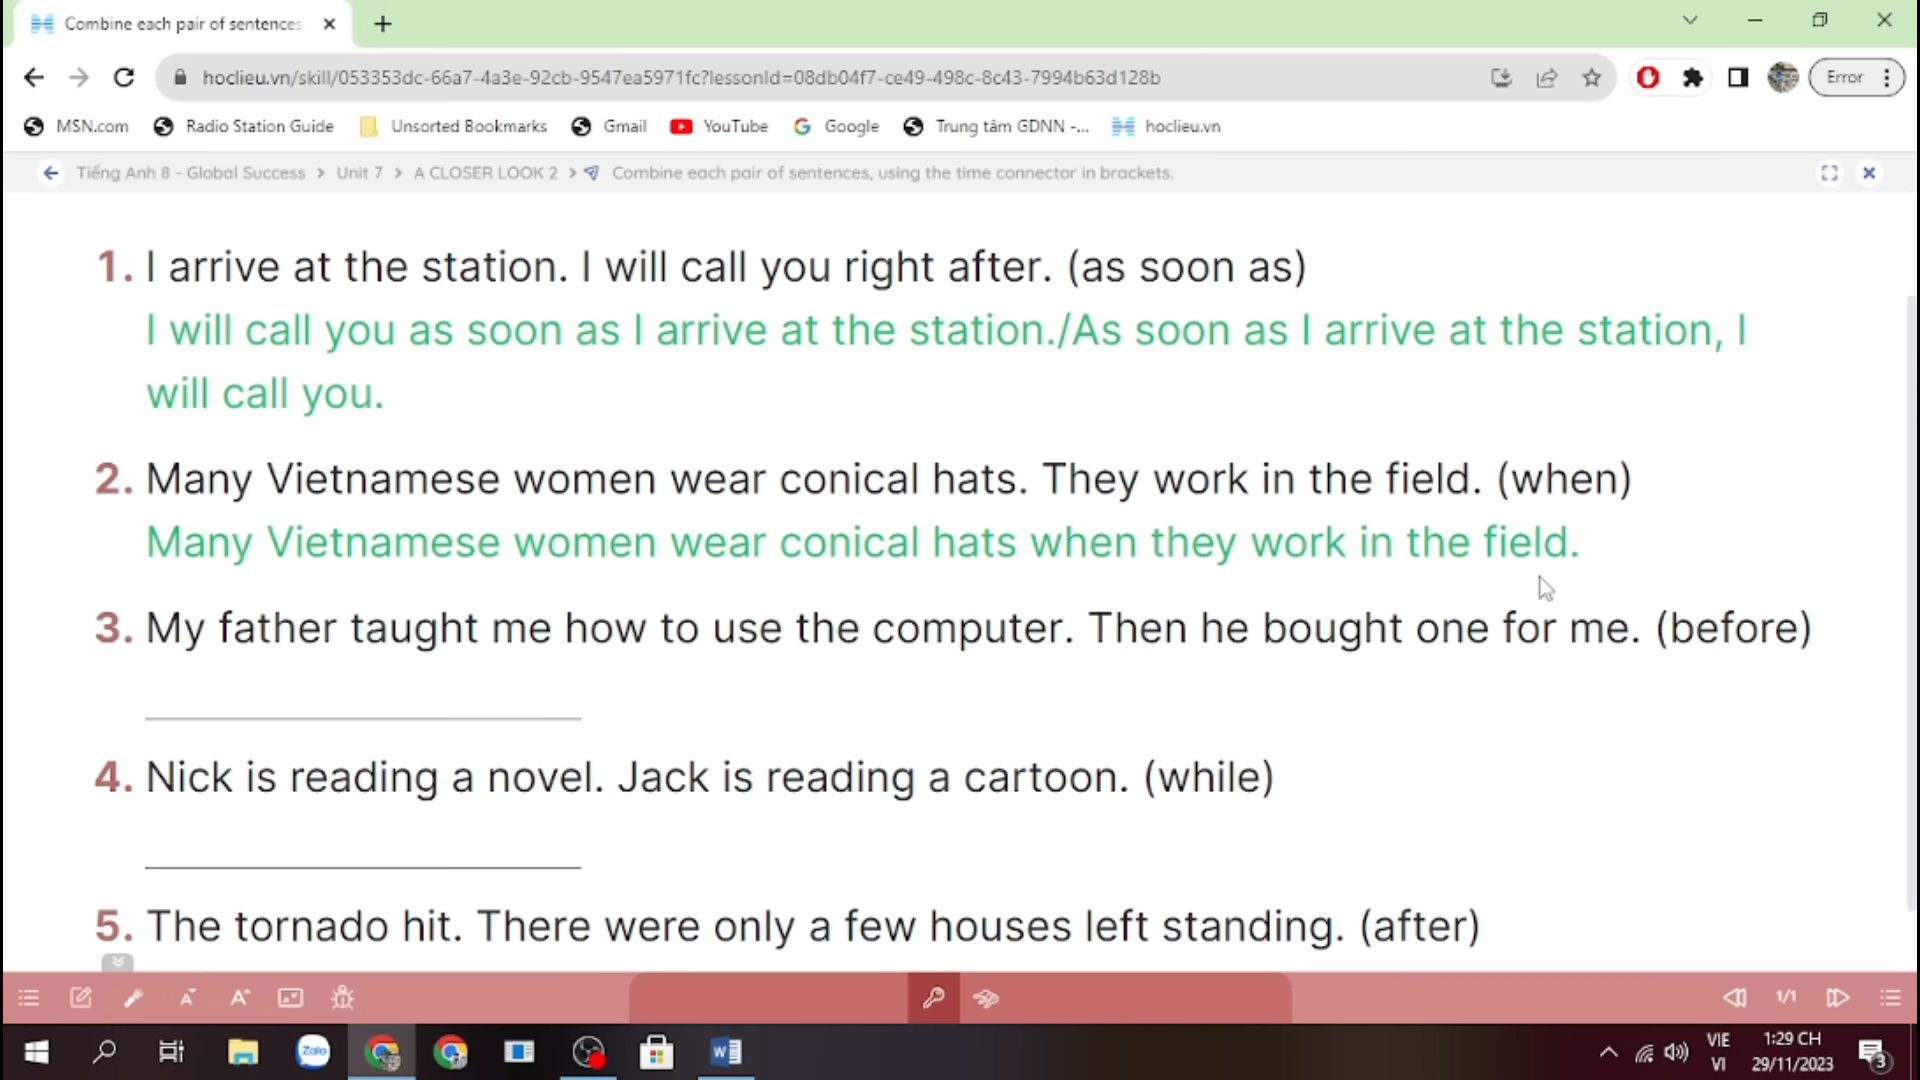 Combine each pair of sentences
hoclieu.vn/skill/053353dc-66a7-4a3e-92cb-9547ea5971fc?lessonId=08db04f7-ce49-498c-8c43-7994b63d128b
Error
MSN.com Radio Station Guide Unsorted Bookmarks Gmail YouTube Google Trung tâm GDNN -... hoclieu.vn
Tiếng Anh 8 - Global Success > Unit 7 > A CLOSER LOOK 2 > Combine each pair of sentences, using the time connector in brackets.
1. I arrive at the station. I will call you right after. (as soon as)
I will call you as soon as I arrive at the station./As soon as I arrive at the station, I
will call you.
2. Many Vietnamese women wear conical hats. They work in the field. (when)
Many Vietnamese women wear conical hats when they work in the field.
3. My father taught me how to use the computer. Then he bought one for me. (before)
4. Nick is reading a novel. Jack is reading a cartoon. (while)
5. The tornado hit. There were only a few houses left standing. (after)
A A 1/1
Zalo W VIE 1:29 CH
VI 29/11/2023 3